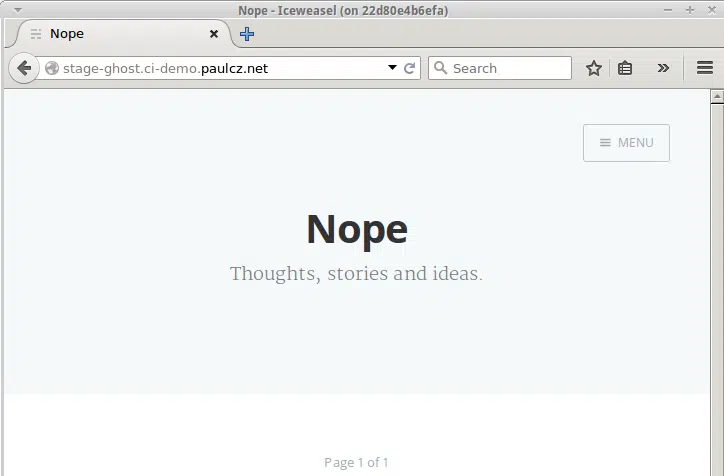 Nope - Iceweasel (on 22d80e4b6efa)
Nope
stage-ghost.ci-demo.paulcz.net
Search
MENU
Nope
Thoughts, stories and ideas.
Page 1 of 1